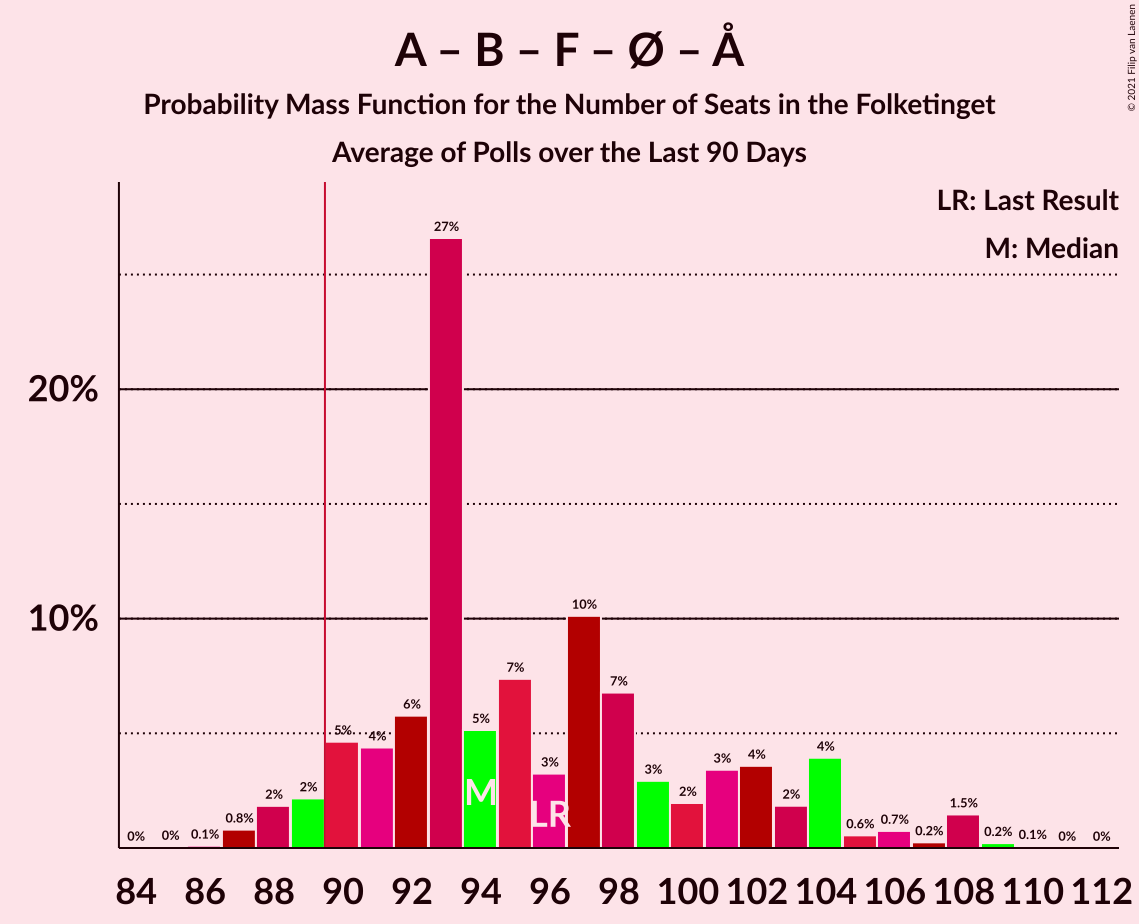 A – B – F – Ø – Å
Probability Mass Function for the Number of Seats in the Folketinget
Average of Polls over the Last 90 Days
© 2021 Filip van Laenen
LR: Last Result
M: Median
20%
10%
0% 0% 0.1% 0.8% 2% 2% 5% 4% 6% 27% 5% 7% 3% 10% 7% 3% 2% 3% 4% 2% 4% 0.6% 0.7% 0.2% 1.5% 0.2% 0.1% 0% 0%
M
LR
84 86 88 90 92 94 96 98 100 102 104 106 108 110 112